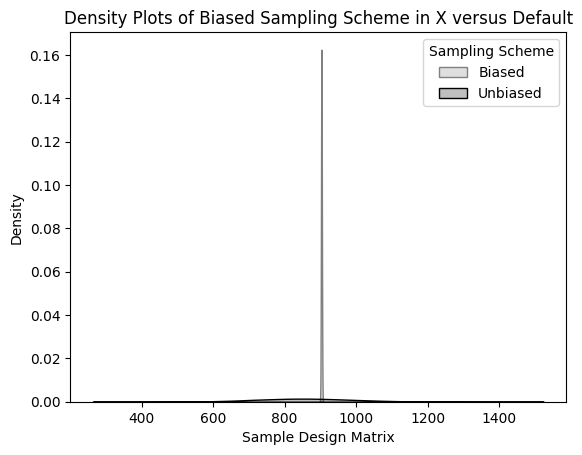 Density Plots of Biased Sampling Scheme in X versus Default
Sampling Scheme
Biased
Unbiased
0.16
0.14
0.12
0.10
0.08
0.06
0.04
0.02
0.00
Density
400 600 800 1000 1200 1400
Sample Design Matrix